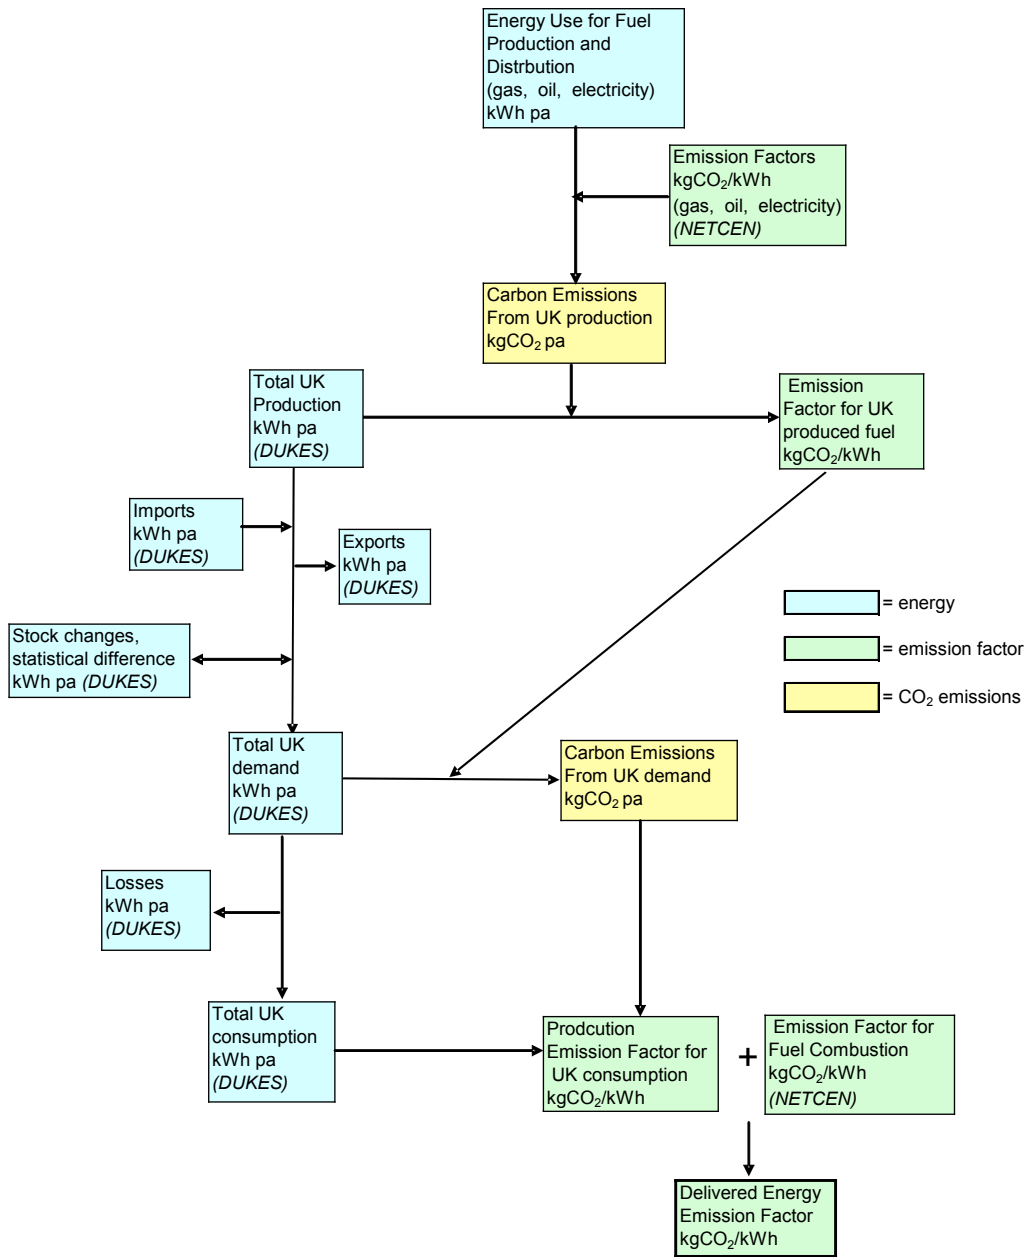 Energy Use for Fuel
Production and
Distrbution
(gas, oil, electricity)
kWh pa
Emission Factors
kgCO₂/kWh
(gas, oil, electricity)
(NETCEN)
Carbon Emissions
From UK production
kgCO₂ pa
Total UK
Production
kWh pa
(DUKES)
Emission
Factor for UK
produced fuel
kgCO₂/kWh
Imports
kWh pa
(DUKES)
Exports
kWh pa
(DUKES)
= energy
= emission factor
= CO₂ emissions
Stock changes,
statistical difference
kWh pa (DUKES)
Total UK
demand
kWh pa
(DUKES)
Carbon Emissions
From UK demand
kgCO₂ pa
Losses
kWh pa
(DUKES)
Total UK
consumption
kWh pa
(DUKES)
Prodcution
Emission Factor for
UK consumption
kgCO₂/kWh
+
Emission Factor for
Fuel Combustion
kgCO₂/kWh
(NETCEN)
Delivered Energy
Emission Factor
kgCO₂/kWh